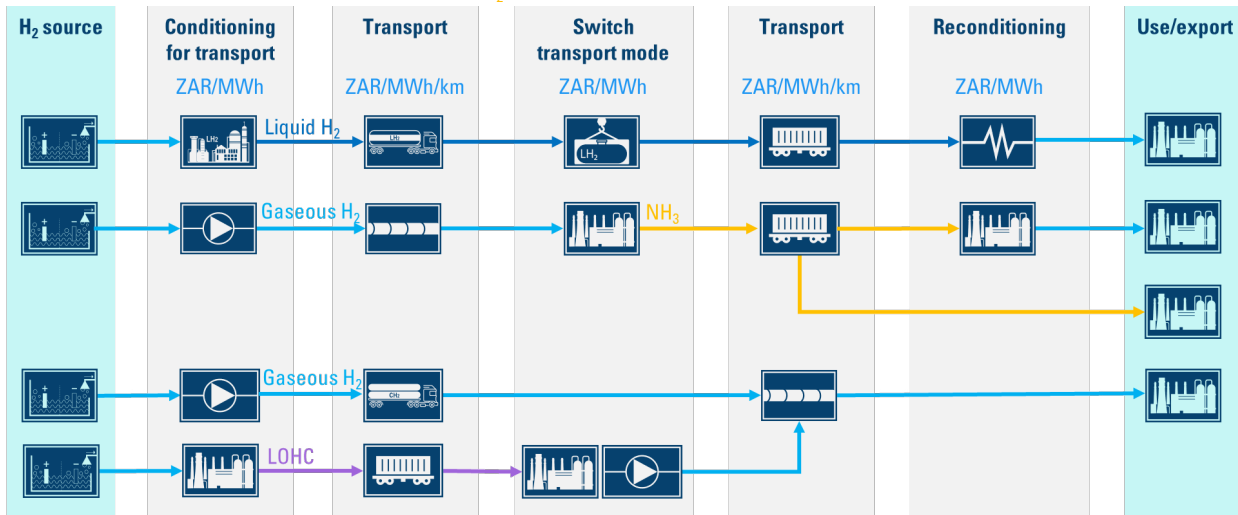 2
H₂ source
Conditioning
for transport
Transport
Switch
transport mode
Transport
Reconditioning
Use/export
ZAR/MWh
ZAR/MWh/km
ZAR/MWh
ZAR/MWh/km
ZAR/MWh
Liquid H₂
LH₂
LH₂
LH₂
Gaseous H₂
NH₃
Gaseous H₂
CH₂
LOHC